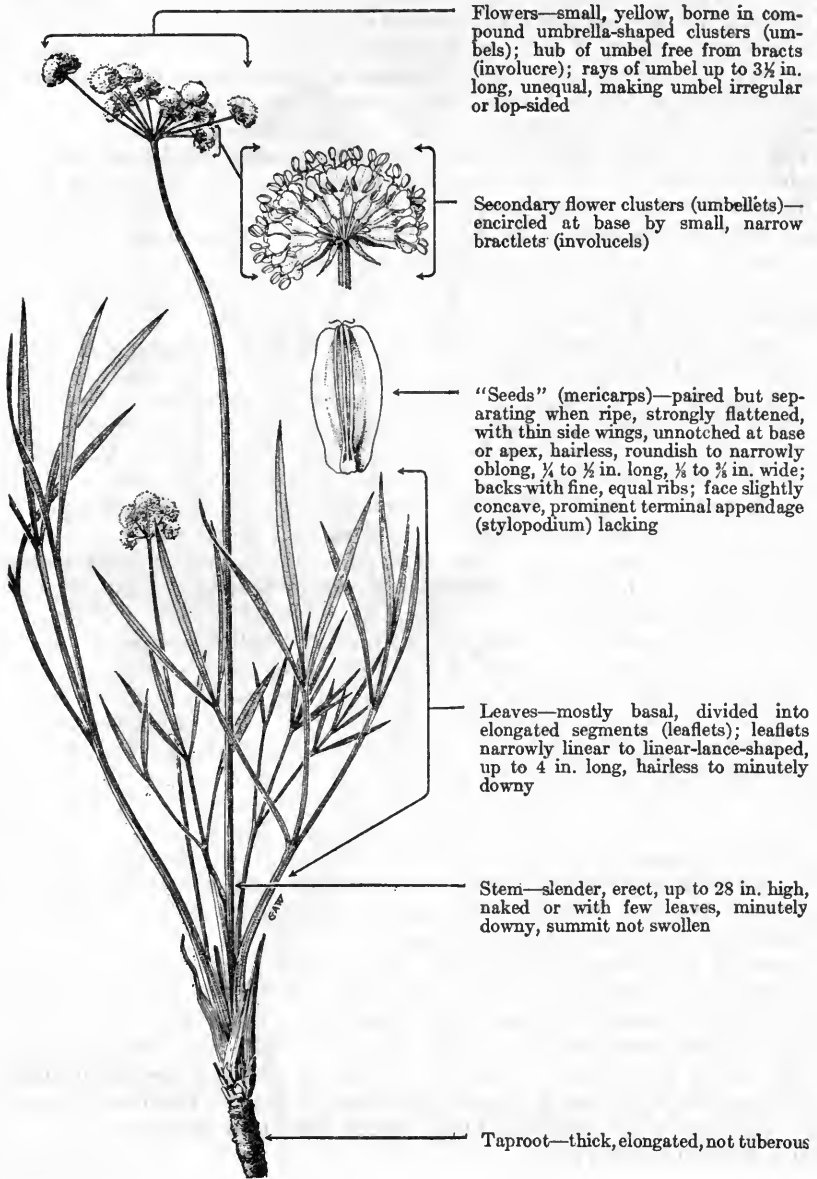 Flowers—small, yellow, borne in com-
pound umbrella-shaped clusters (um-
bels); hub of umbel free from bracts
(involucre); rays of umbel up to 3½ in.
long, unequal, making umbel irregular
or lop-sided
Secondary flower clusters (umbellets)—
encircled at base by small, narrow
bractlets (involucels)
"Seeds" (mericarps)—paired but sep-
arating when ripe, strongly flattened,
with thin side wings, unnotched at base
or apex, hairless, roundish to narrowly
oblong, ¼ to ½ in. long, ⅛ to ⅜ in. wide;
backs with fine, equal ribs; face slightly
concave, prominent terminal appendage
(stylopodium) lacking
Leaves—mostly basal, divided into
elongated segments (leaflets); leaflets
narrowly linear to linear-lance-shaped,
up to 4 in. long, hairless to minutely
downy
Stem—slender, erect, up to 28 in. high,
naked or with few leaves, minutely
downy, summit not swollen
GAW
Taproot—thick, elongated, not tuberous